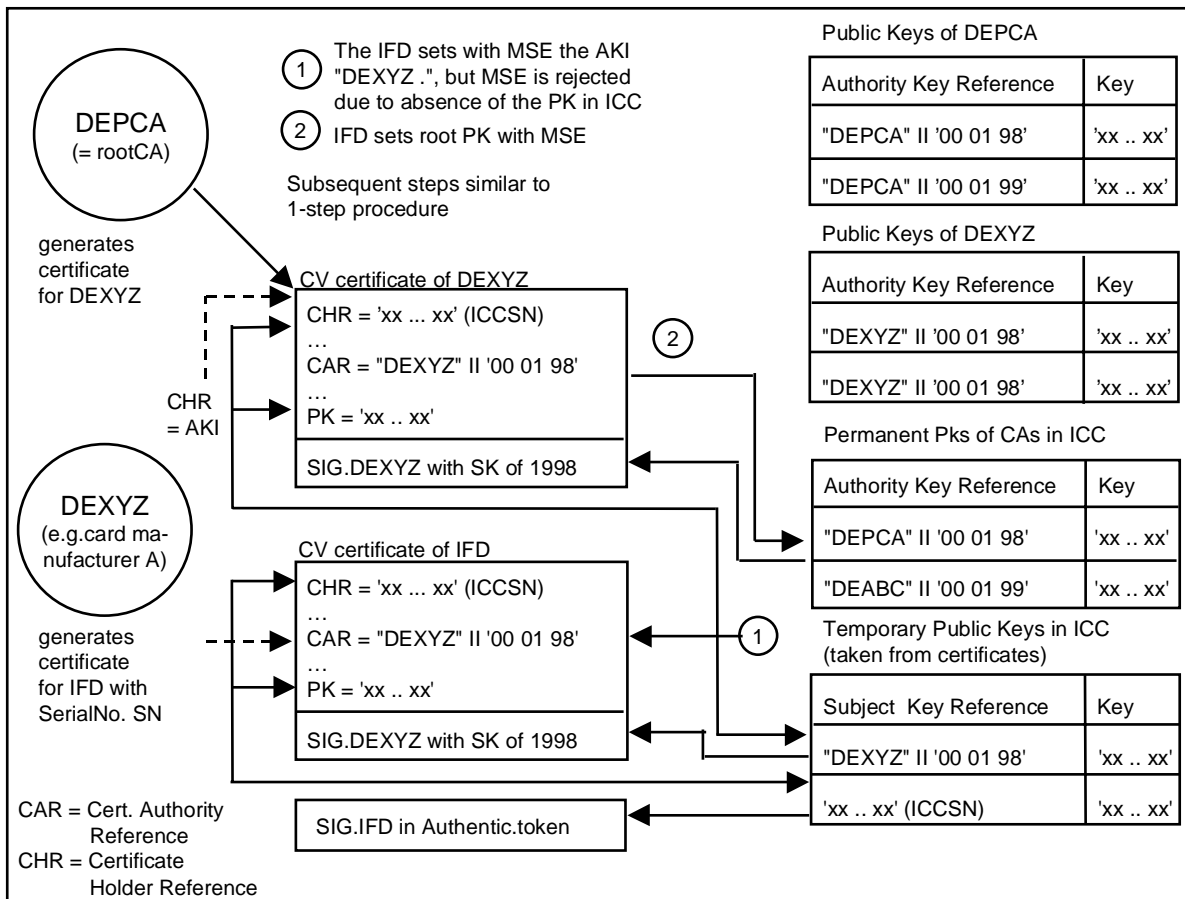 DEPCA
(= rootCA)
generates
certificate
for DEXYZ
1
The IFD sets with MSE the AKI
"DEXYZ .", but MSE is rejected
due to absence of the PK in ICC
2
IFD sets root PK with MSE
Subsequent steps similar to
1-step procedure
CV certificate of DEXYZ
CHR = 'xx ... xx' (ICCSN)
…
CAR = "DEXYZ" II '00 01 98'
…
PK = 'xx .. xx'
SIG.DEXYZ with SK of 1998
2
CHR
= AKI
DEXYZ
(e.g.card ma-
nufacturer A)
generates
certificate
for IFD with
SerialNo. SN
CV certificate of IFD
CHR = 'xx ... xx' (ICCSN)
…
CAR = "DEXYZ" II '00 01 98'
…
PK = 'xx .. xx'
SIG.DEXYZ with SK of 1998
1
SIG.IFD in Authentic.token
CAR = Cert. Authority
Reference
CHR = Certificate
Holder Reference
Public Keys of DEPCA
Authority Key Reference Key
"DEPCA" II '00 01 98' 'xx .. xx'
"DEPCA" II '00 01 99' 'xx .. xx'
Public Keys of DEXYZ
Authority Key Reference Key
"DEXYZ" II '00 01 98' 'xx .. xx'
"DEXYZ" II '00 01 98' 'xx .. xx'
Permanent Pks of CAs in ICC
Authority Key Reference Key
"DEPCA" II '00 01 98' 'xx .. xx'
"DEABC" II '00 01 99' 'xx .. xx'
Temporary Public Keys in ICC
(taken from certificates)
Subject Key Reference Key
"DEXYZ" II '00 01 98' 'xx .. xx'
'xx .. xx' (ICCSN) 'xx .. xx'